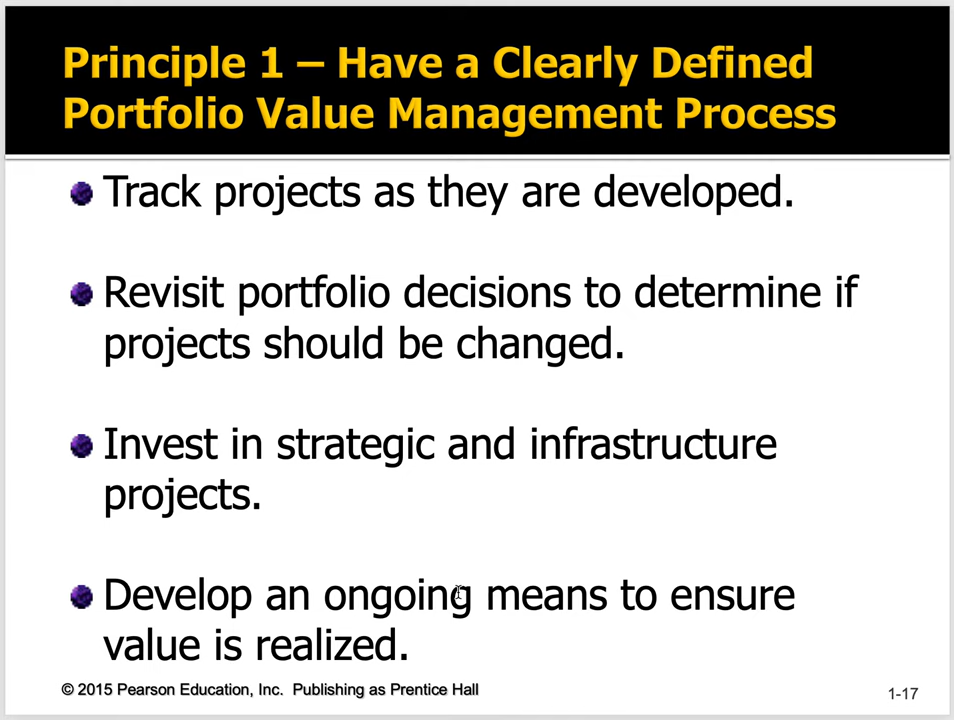 Principle 1 – Have a Clearly Defined
Portfolio Value Management Process
Track projects as they are developed.
Revisit portfolio decisions to determine if
projects should be changed.
Invest in strategic and infrastructure
projects.
Develop an ongoing means to ensure
value is realized.
© 2015 Pearson Education, Inc. Publishing as Prentice Hall
1-17